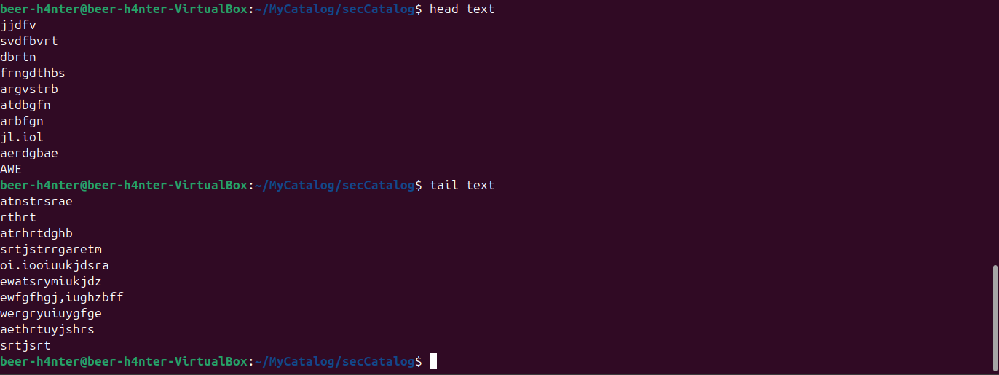 beer-h4nter@beer-h4nter-VirtualBox:~/MyCatalog/secCatalog$ head text
jjdfv
svdfbvrt
dbrtn
frngdthbs
argvstrb
atdbgfn
arbfgn
jl.iol
aerdgbae
AWE
beer-h4nter@beer-h4nter-VirtualBox:~/MyCatalog/secCatalog$ tail text
atnstrsrae
rthrt
atrhrtdghb
srtjstrrgaretm
oi.iooiuukjdsra
ewatsrymiukjdz
ewfgfhgj,iughzbff
wergryuiuygfge
aethrtuyjshrs
srtjsrt
beer-h4nter@beer-h4nter-VirtualBox:~/MyCatalog/secCatalog$